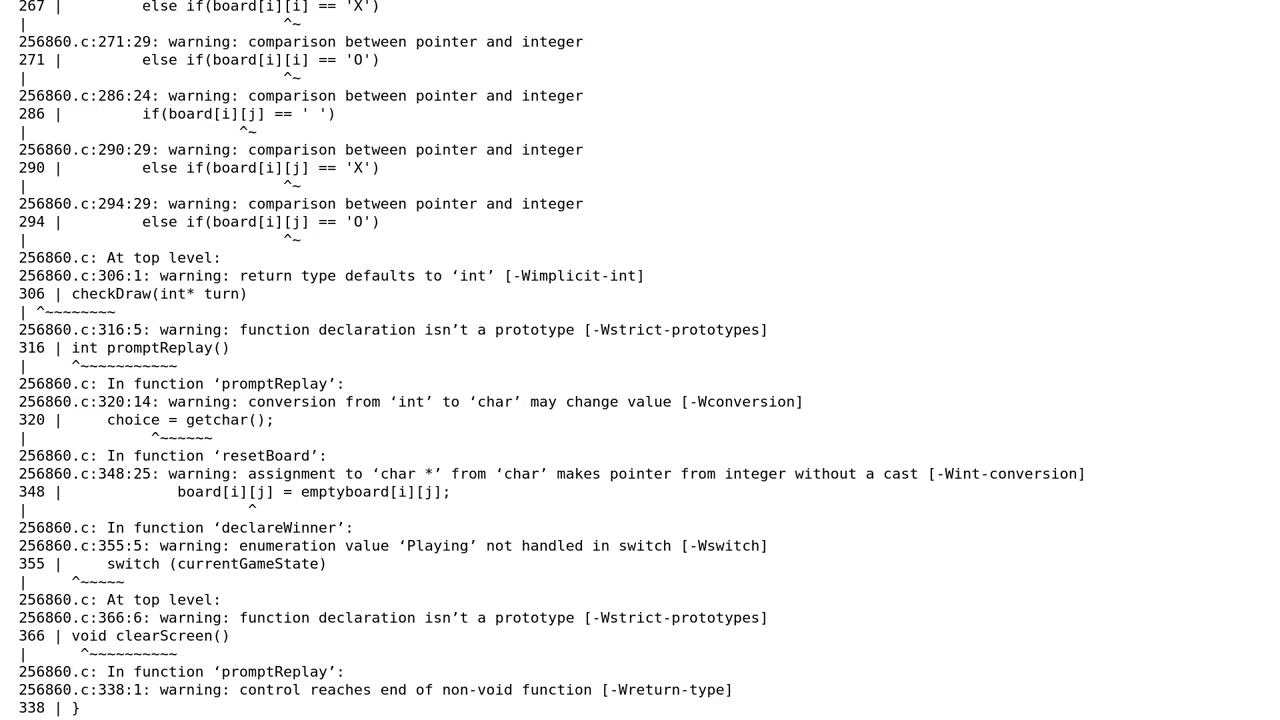 267 |             else if(board[i][i] == 'X')
|                             ^~
256860.c:271:29: warning: comparison between pointer and integer
271 |         else if(board[i][i] == 'O')
|                             ^~
256860.c:286:24: warning: comparison between pointer and integer
286 |         if(board[i][j] == ' ')
|                        ^~
256860.c:290:29: warning: comparison between pointer and integer
290 |         else if(board[i][j] == 'X')
|                             ^~
256860.c:294:29: warning: comparison between pointer and integer
294 |         else if(board[i][j] == 'O')
|                             ^~
256860.c: At top level:
256860.c:306:1: warning: return type defaults to ‘int’ [-Wimplicit-int]
306 | checkDraw(int* turn)
| ^~~~~~~~~
256860.c:316:5: warning: function declaration isn’t a prototype [-Wstrict-prototypes]
316 | int promptReplay()
|     ^~~~~~~~~~~~
256860.c: In function ‘promptReplay’:
256860.c:320:14: warning: conversion from ‘int’ to ‘char’ may change value [-Wconversion]
320 |     choice = getchar();
|              ^~~~~~~
256860.c: In function ‘resetBoard’:
256860.c:348:25: warning: assignment to ‘char *’ from ‘char’ makes pointer from integer without a cast [-Wint-conversion]
348 |             board[i][j] = emptyboard[i][j];
|                         ^
256860.c: In function ‘declareWinner’:
256860.c:355:5: warning: enumeration value ‘Playing’ not handled in switch [-Wswitch]
355 |     switch (currentGameState)
|     ^~~~~~
256860.c: At top level:
256860.c:366:6: warning: function declaration isn’t a prototype [-Wstrict-prototypes]
366 | void clearScreen()
|      ^~~~~~~~~~~
256860.c: In function ‘promptReplay’:
256860.c:338:1: warning: control reaches end of non-void function [-Wreturn-type]
338 | }